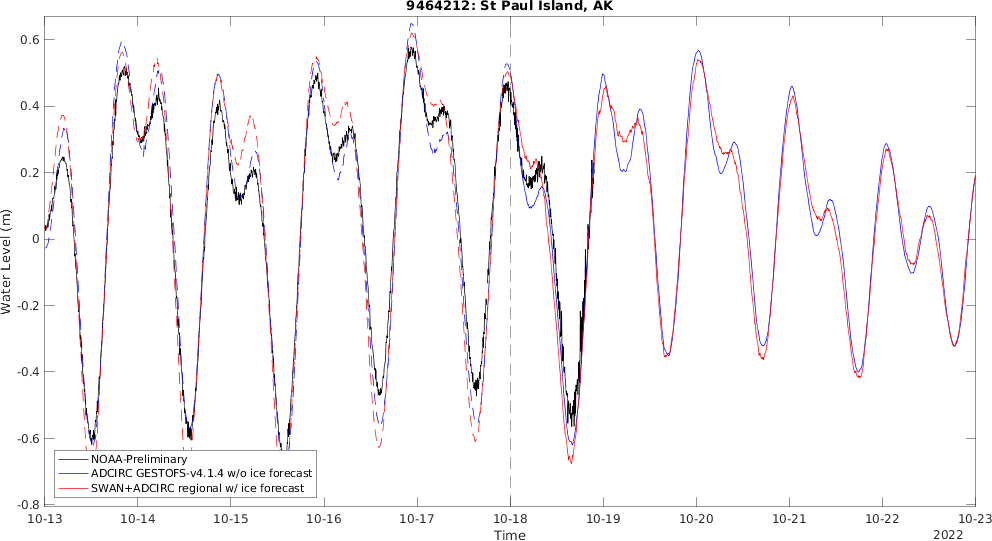 9464212: St Paul Island, AK
Water Level (m)
0.6
0.4
0.2
0
-0.2
-0.4
-0.6
-0.8
NOAA-Preliminary
ADCIRC GESTOFS-v4.1.4 w/o ice forecast
SWAN+ADCIRC regional w/ ice forecast
10-13 10-14 10-15 10-16 10-17 10-18 10-19 10-20 10-21 10-22 10-23
Time
2022